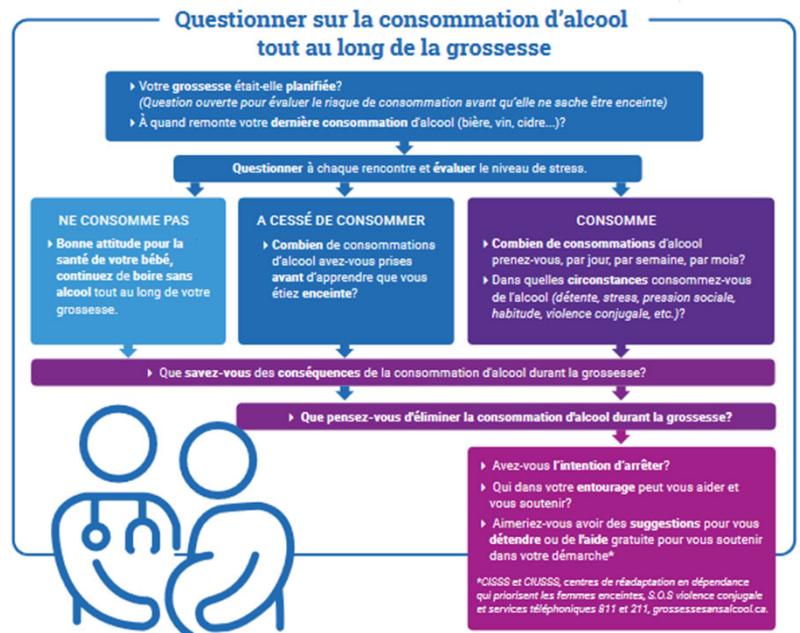 Questionner sur la consommation d'alcool
tout au long de la grossesse
Votre grossesse était-elle planifiée?
(Question ouverte pour évaluer le risque de consommation avant qu'elle ne sache être enceinte)
À quand remonte votre dernière consommation d'alcool (bière, vin, cidre...)?
Questionner à chaque rencontre et évaluer le niveau de stress.
NE CONSOMME PAS
Bonne attitude pour la
santé de votre bébé,
continuez de boire sans
alcool tout au long de votre
grossesse.
A CESSÉ DE CONSOMMER
Combien de consommations
d'alcool avez-vous prises
avant d'apprendre que vous
étiez enceinte?
CONSOMME
Combien de consommations d'alcool
prenez-vous, par jour, par semaine, par mois?
Dans quelles circonstances consommez-vous
de l'alcool (détente, stress, pression sociale,
habitude, violence conjugale, etc.)?
Que savez-vous des conséquences de la consommation d'alcool durant la grossesse?
Que pensez-vous d'éliminer la consommation d'alcool durant la grossesse?
Avez-vous l'intention d'arrêter?
Qui dans votre entourage peut vous aider et
vous soutenir?
Aimeriez-vous avoir des suggestions pour vous
détendre ou de l'aide gratuite pour vous soutenir
dans votre démarche*
*CISSS et CIUSSS, centres de réadaptation en dépendance
qui priorisent les femmes enceintes, S.O.S violence conjugale
et services téléphoniques 811 et 211, grossessesansalcool.ca.